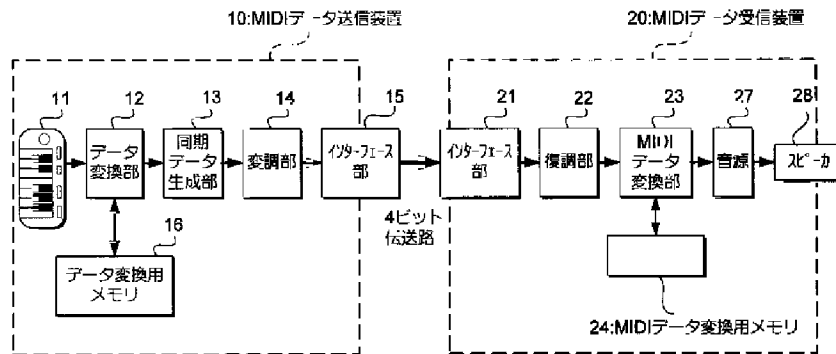 10:MIDIデータ送信装置
20:MIDIデータ受信装置
11
12
13
14
15
21
22
23
27
28
データ
変換部
同期
データ
生成部
変調部
インターフェース
部
インターフェース
部
復調部
MIDI
データ
変換部
音源
スピーカ
4ビット
伝送路
16
データ変換用
メモリ
24:MIDIデータ変換用メモリ